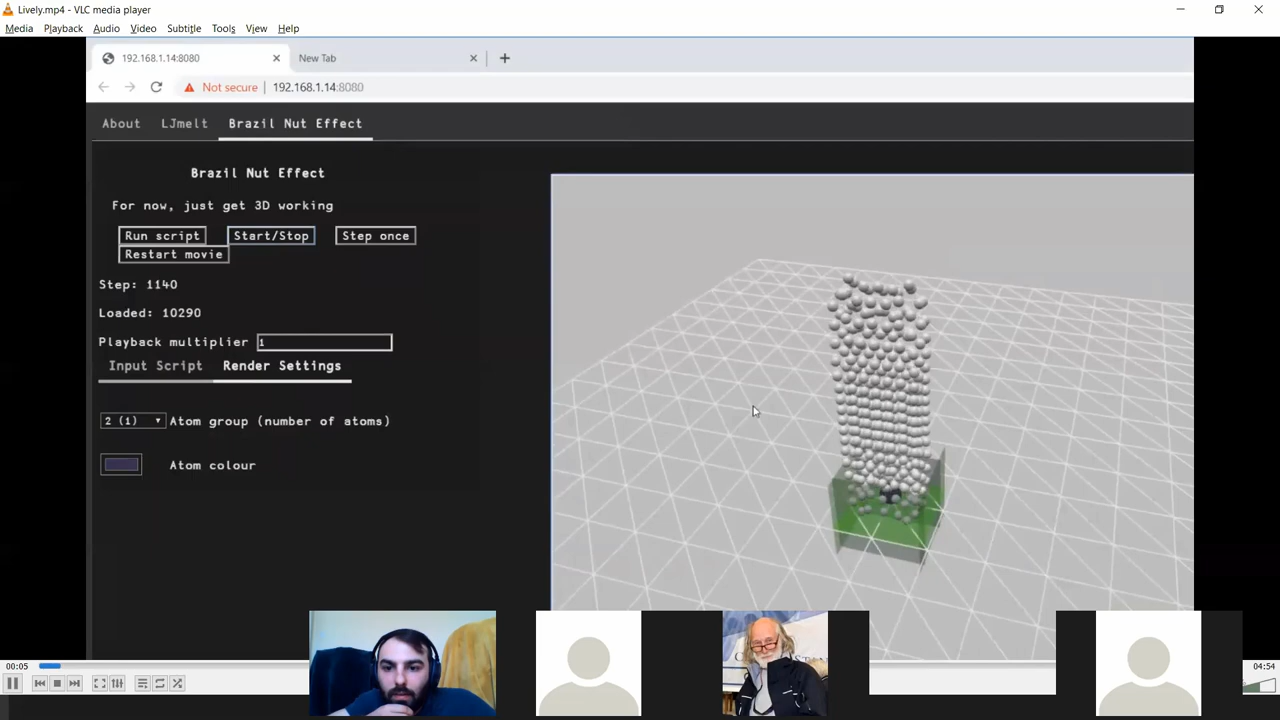 Lively.mp4 - VLC media player
Media Playback Audio Video Subtitle Tools View Help
192.168.1.14:8080 New Tab
Not secure 192.168.1.14:8080
About LJmelt Brazil Nut Effect
Brazil Nut Effect
For now, just get 3D working
Run script Start/Stop Step once
Restart movie
Step: 1140
Loaded: 10290
Playback multiplier 1
Input Script Render Settings
2 (1) Atom group (number of atoms)
Atom colour
00:05 04:54